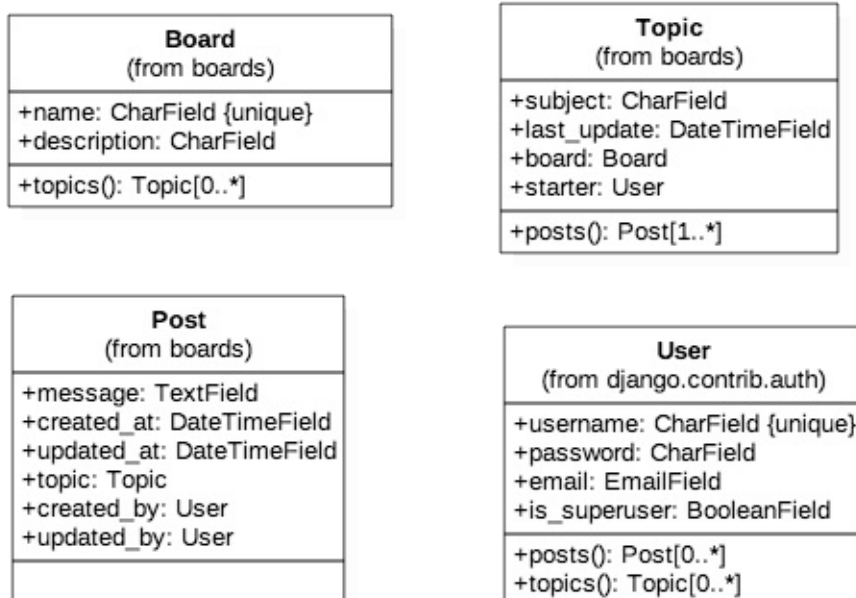 Board
(from boards)
+name: CharField {unique}
+description: CharField
+topics(): Topic[0..*]
Topic
(from boards)
+subject: CharField
+last_update: DateTimeField
+board: Board
+starter: User
+posts(): Post[1..*]
Post
(from boards)
+message: TextField
+created_at: DateTimeField
+updated_at: DateTimeField
+topic: Topic
+created_by: User
+updated_by: User
User
(from django.contrib.auth)
+username: CharField {unique}
+password: CharField
+email: EmailField
+is_superuser: BooleanField
+posts(): Post[0..*]
+topics(): Topic[0..*]